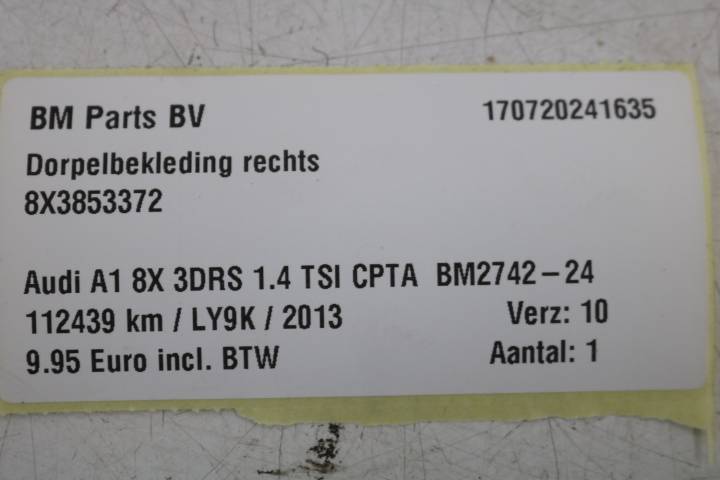 BM Parts BV 170720241635
Dorpelbekleding rechts
8X3853372
Audi A1 8X 3DRS 1.4 TSI CPTA BM2742-24
112439 km / LY9K / 2013 Verz: 10
9.95 Euro incl. BTW Aantal: 1